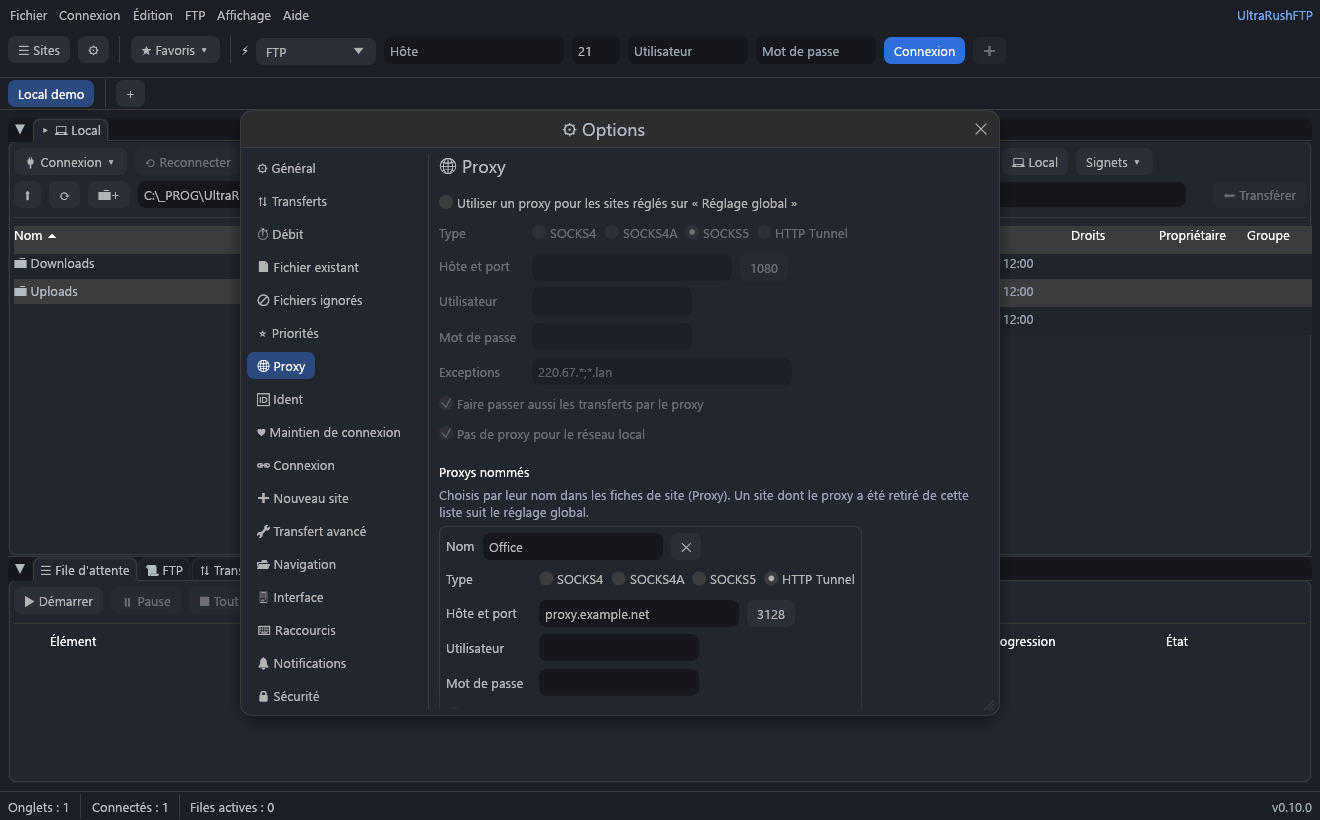 Fichier Connexion Édition FTP Affichage Aide UltraRushFTP
Sites Favoris FTP Hôte 21 Utilisateur Mot de passe Connexion +
Local demo +
Local
Options
Connexion Reconnecter
Local Signets
C:\_PROG\UltraR
Transférer
Nom
Droits Propriétaire Groupe
Downloads
12:00
Uploads
12:00
12:00
Général
Transferts
Débit
Fichier existant
Fichiers ignorés
Priorités
Proxy
Ident
Maintien de connexion
Connexion
Nouveau site
Transfert avancé
Navigation
Interface
Raccourcis
Notifications
Sécurité
Proxy
Utiliser un proxy pour les sites réglés sur « Réglage global »
Type SOCKS4 SOCKS4A SOCKS5 HTTP Tunnel
Hôte et port 1080
Utilisateur
Mot de passe
Exceptions 220.67.*;*.lan
Faire passer aussi les transferts par le proxy
Pas de proxy pour le réseau local
Proxys nommés
Choisis par leur nom dans les fiches de site (Proxy). Un site dont le proxy a été retiré de cette
liste suit le réglage global.
Nom Office
Type SOCKS4 SOCKS4A SOCKS5 HTTP Tunnel
Hôte et port proxy.example.net 3128
Utilisateur
Mot de passe
File d'attente FTP Trans
Démarrer Pause Tout
Élément
ogression État
Onglets : 1 Connectés : 1 Files actives : 0 v0.10.0